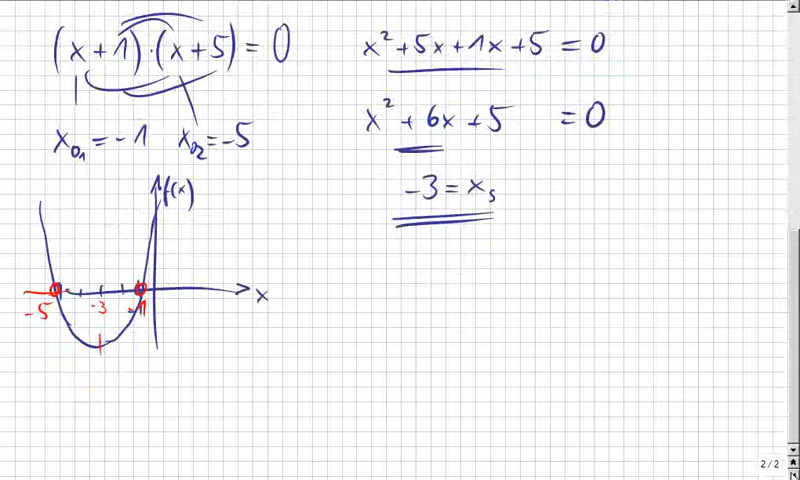 (x + 1) · (x + 5) = 0
x₀₁ = -1 x₀₂ = -5
f(x)
x
-5 -3 -1
x² + 5x + 1x + 5 = 0
x² + 6x + 5 = 0
-3 = xₛ
2/2